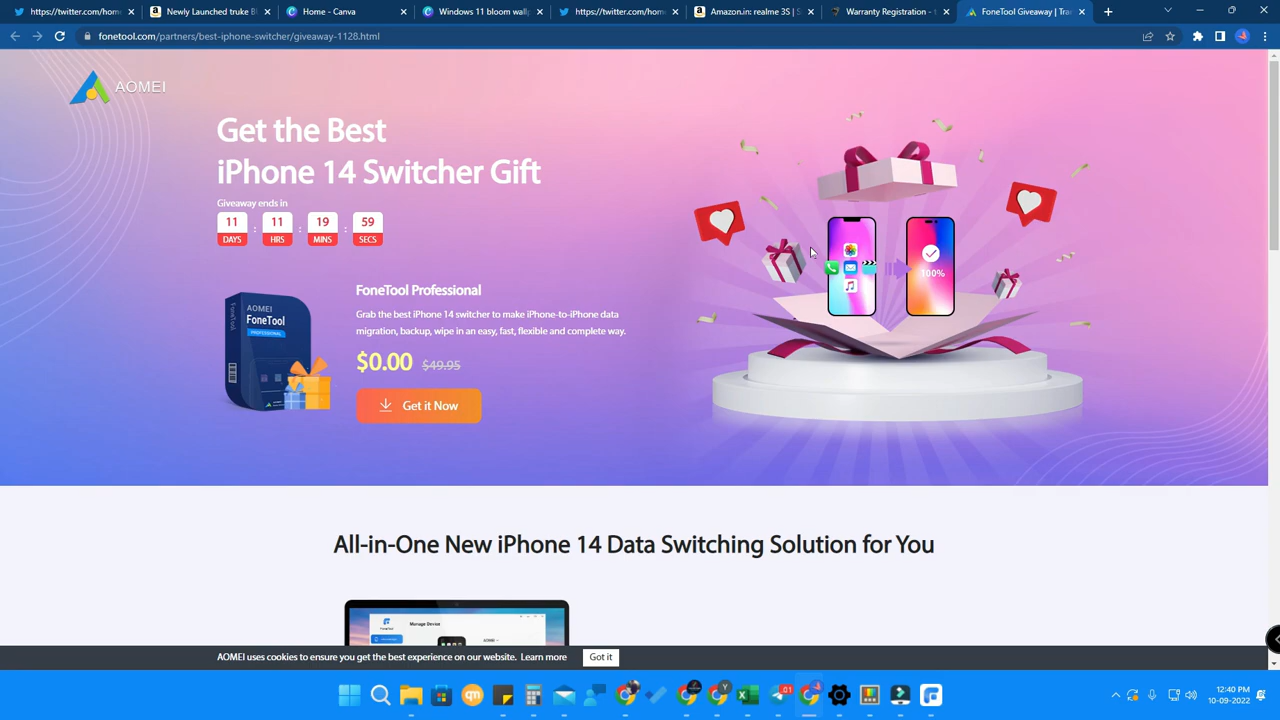 https://twitter.com/hom
Newly Launched truke B
Home - Canva
Windows 11 bloom wall
https://twitter.com/hom
Amazon.in: realme 3S | S
Warranty Registration -
FoneTool Giveaway | Tra
fonetool.com/partners/best-iphone-switcher/giveaway-1128.html
AOMEI
Get the Best
iPhone 14 Switcher Gift
Giveaway ends in
11 : 11 : 19 : 59
DAYS HRS MINS SECS
100%
AOMEI
FoneTool
PROFESSIONAL
FoneTool
FoneTool Professional
Grab the best iPhone 14 switcher to make iPhone-to-iPhone data
migration, backup, wipe in an easy, fast, flexible and complete way.
$0.00 $49.95
Get it Now
All-in-One New iPhone 14 Data Switching Solution for You
FoneTool
Manage Device
AOMEI uses cookies to ensure you get the best experience on our website. Learn more
Got it
qm
.01
12:40 PM
10-09-2022